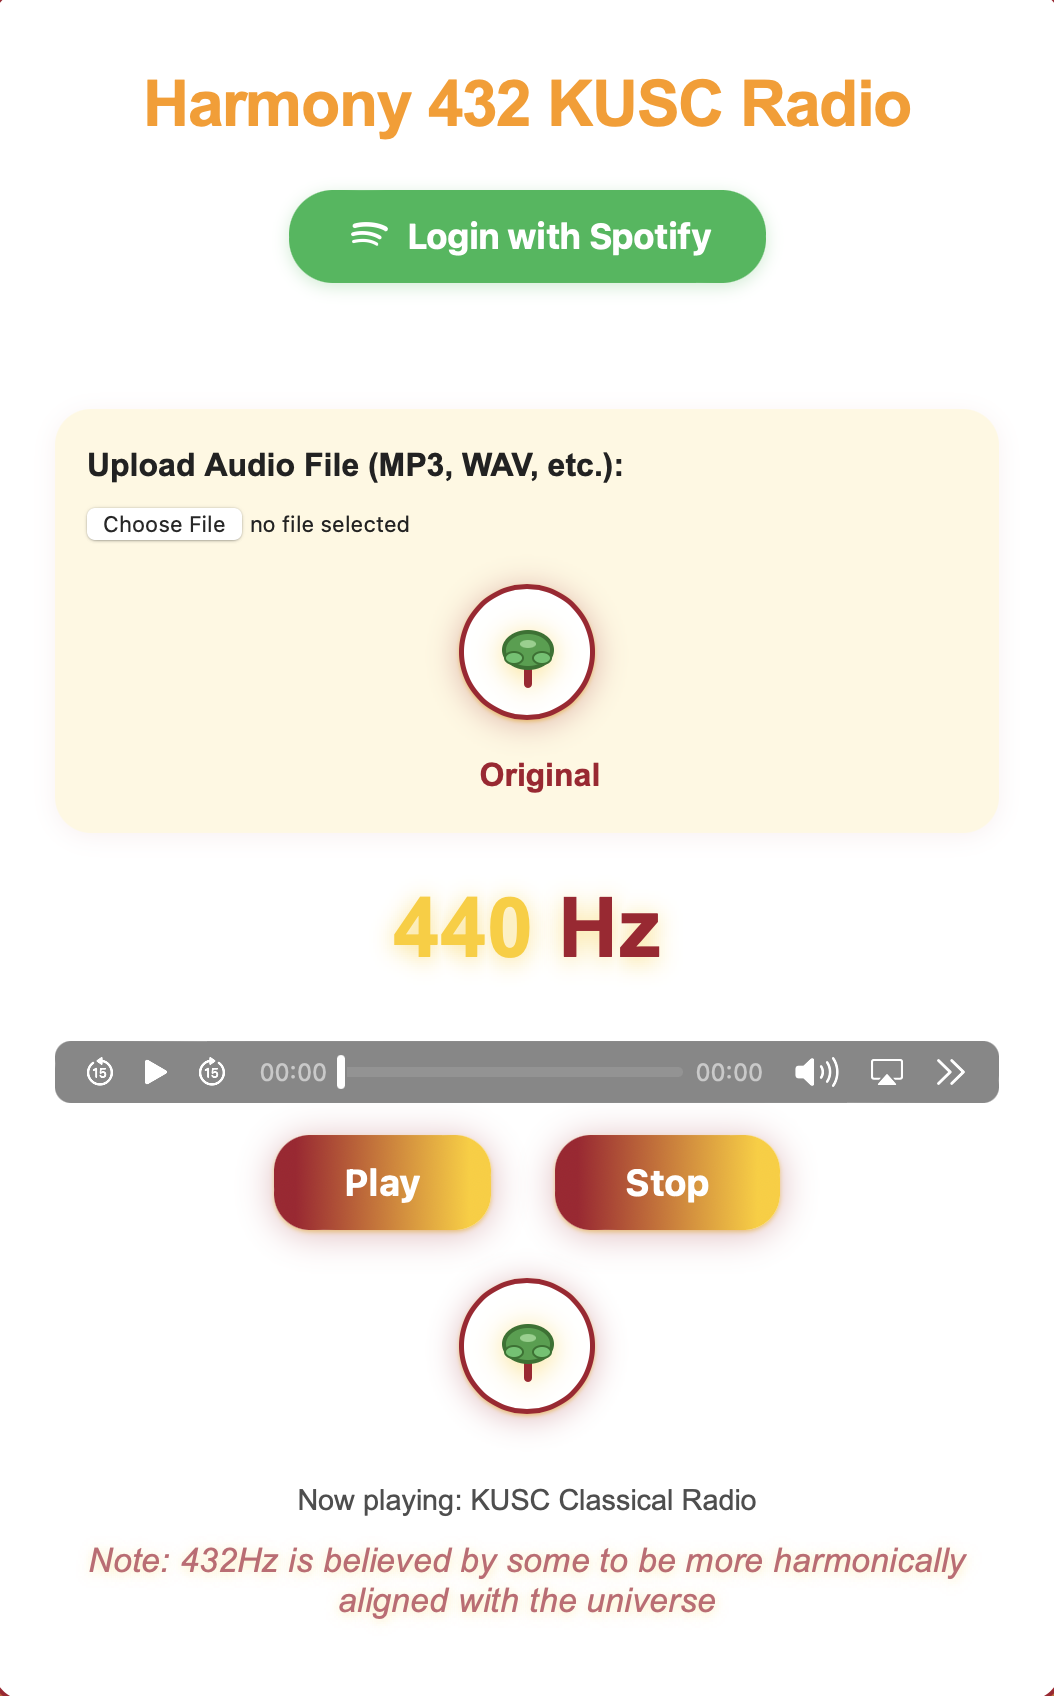 Harmony 432 KUSC Radio
Login with Spotify
Upload Audio File (MP3, WAV, etc.):
Choose File no file selected
Original
440 Hz
15 15 00:00 00:00
Play Stop
Now playing: KUSC Classical Radio
Note: 432Hz is believed by some to be more harmonically
aligned with the universe